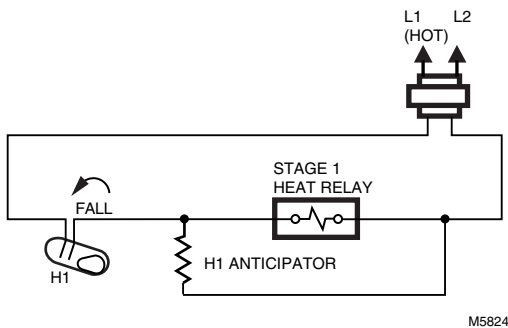 L1 L2
(HOT)
STAGE 1
HEAT RELAY
FALL
H1 ANTICIPATOR
H1
M5824